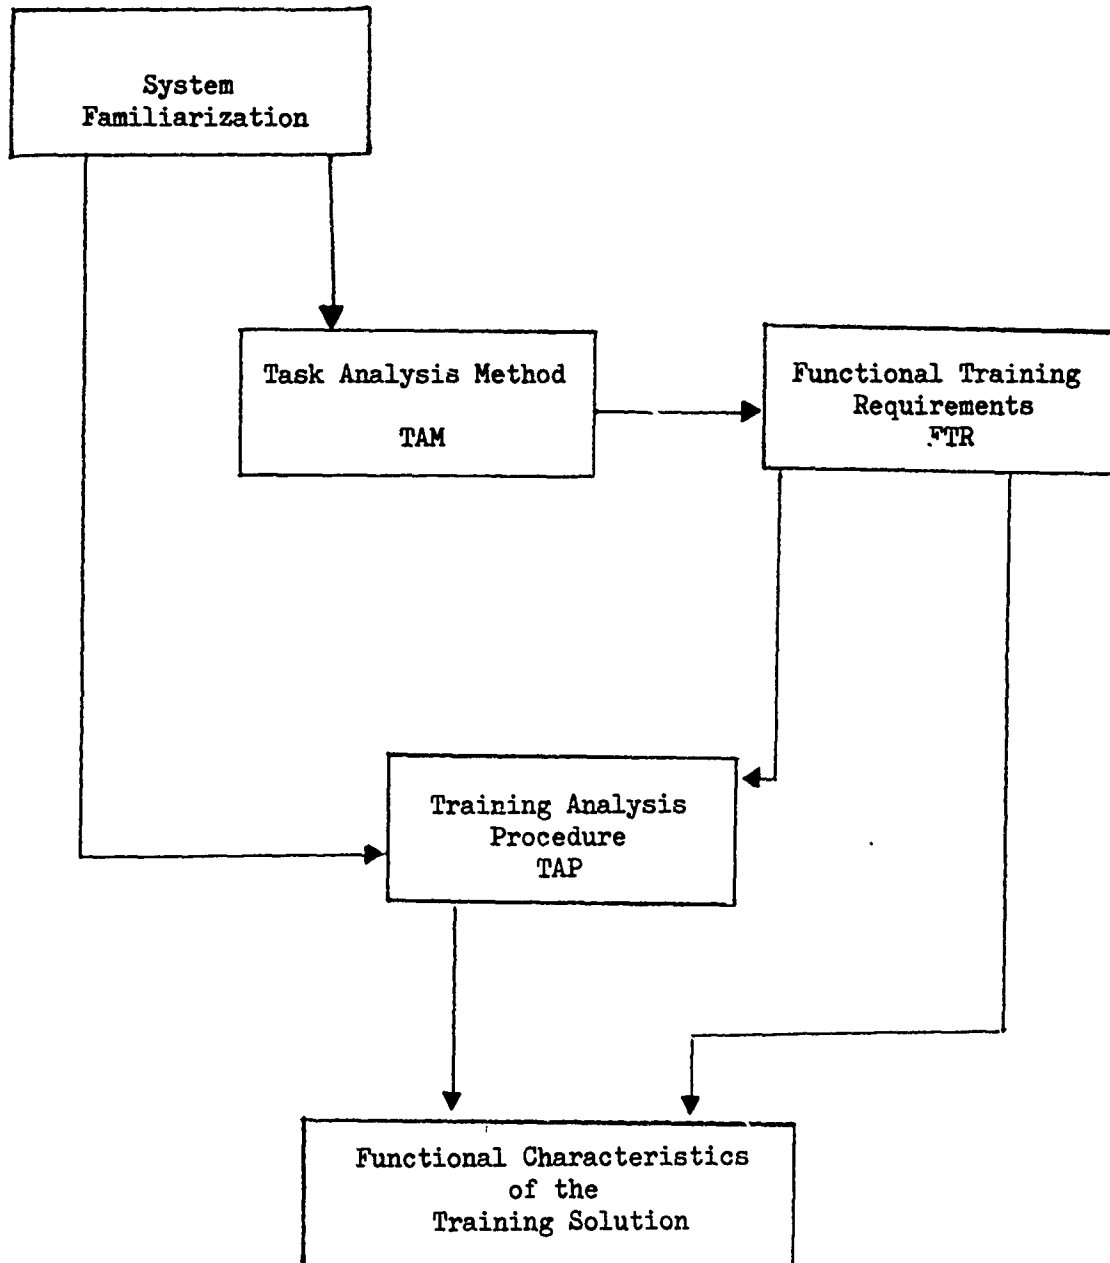 System
Familiarization
Task Analysis Method
TAM
Functional Training
Requirements
FTR
Training Analysis
Procedure
TAP
Functional Characteristics
of the
Training Solution